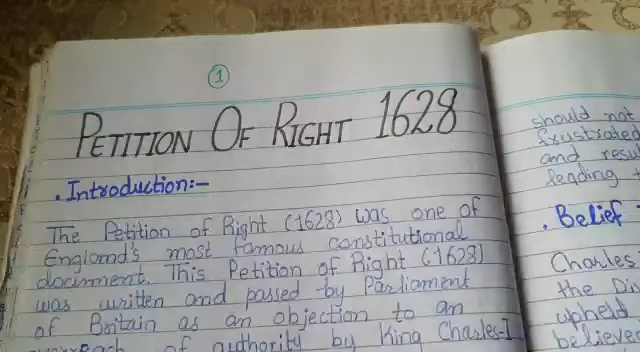 1
PETITION OF RIGHT 1628
. Introduction:-
The Petition of Right (1628) was one of
England's most famous constitutional
document. This Petition of Right (1628)
was written and passed by Parliament
of Britain as an objection to an
of authority by King Charles-I
should not
frustrated
and resul
leading
. Belief
Charles
the Div
upheld
believe